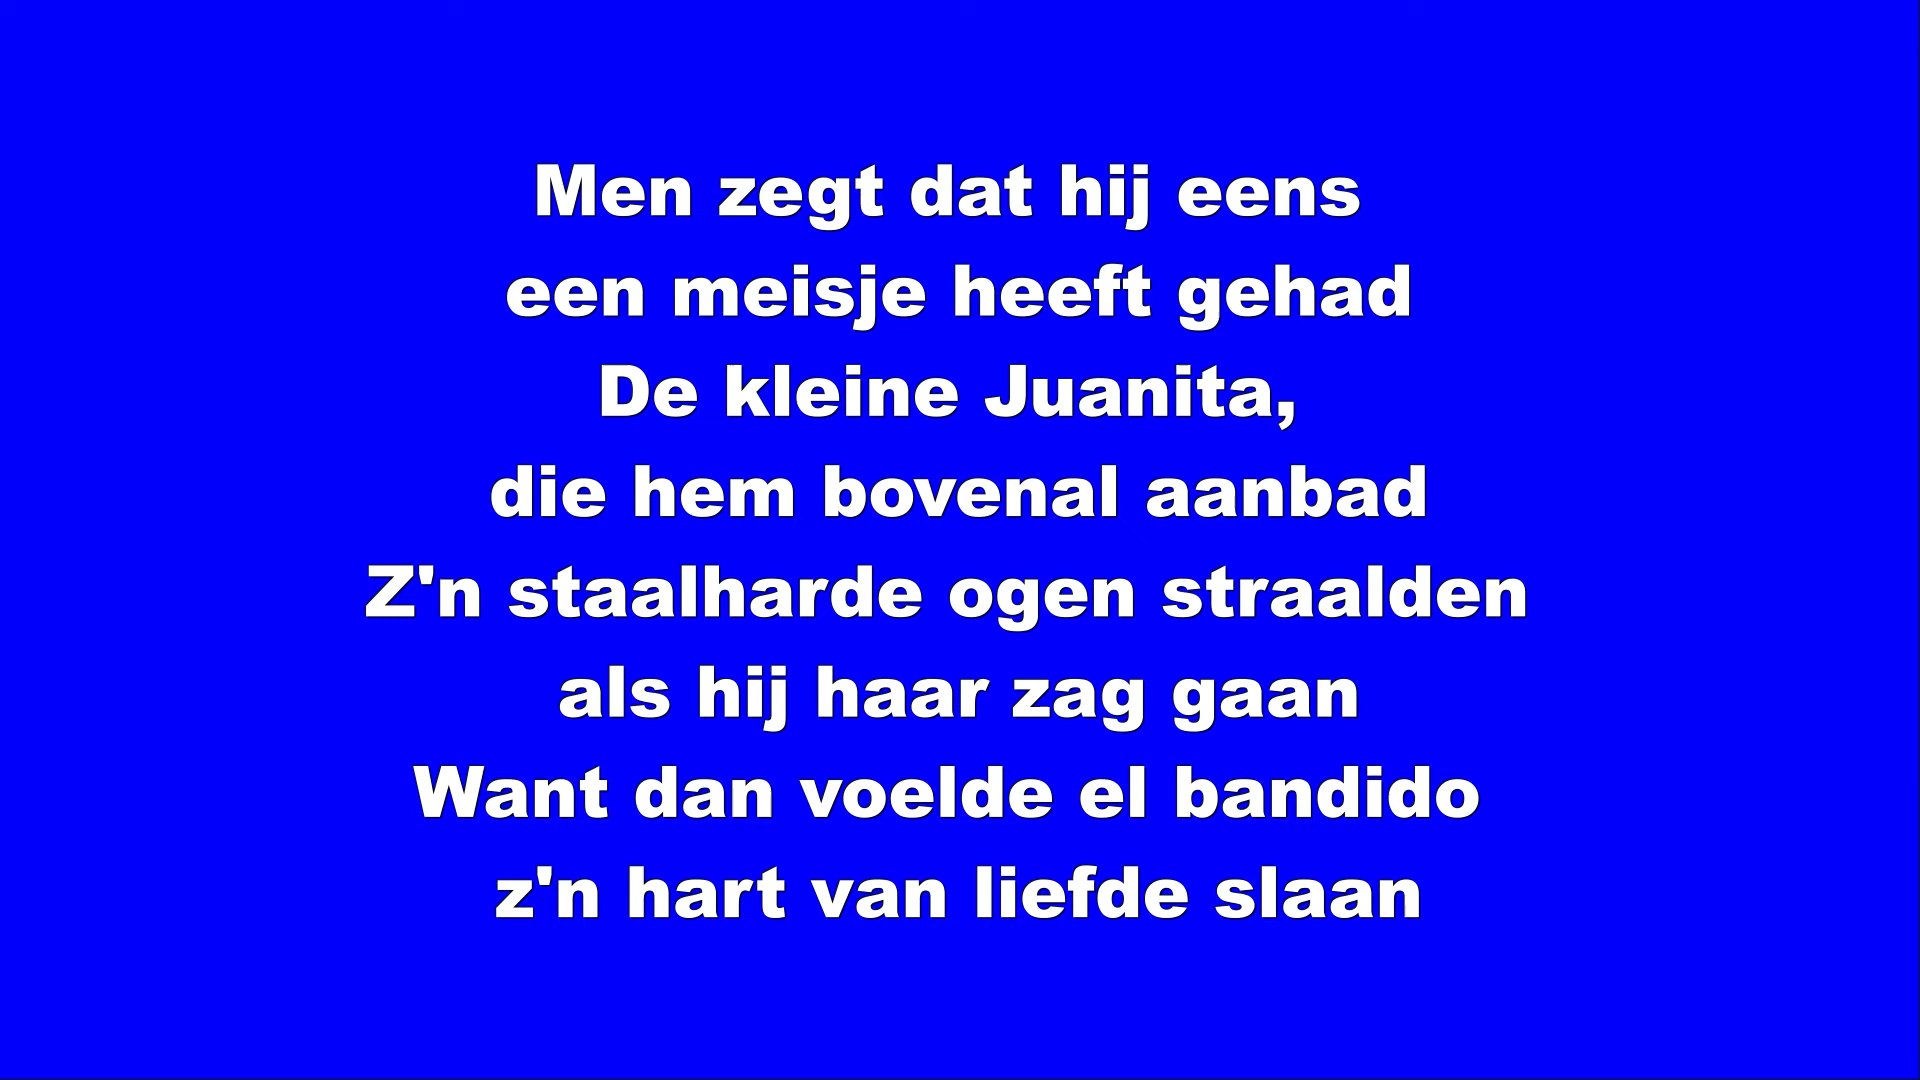 Men zegt dat hij eens
een meisje heeft gehad
De kleine Juanita,
die hem bovenal aanbad
Z'n staalharde ogen straalden
als hij haar zag gaan
Want dan voelde el bandido
z'n hart van liefde slaan